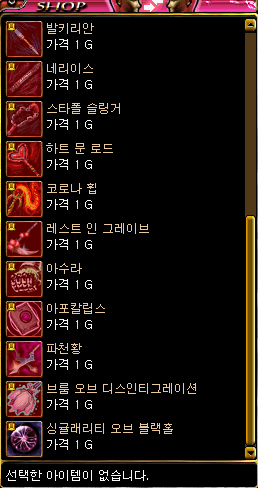 SHOP
발키리안
가격 1 G
네리이스
가격 1 G
스타폴 슬링거
가격 1 G
하트 문 로드
가격 1 G
코로나 휩
가격 1 G
레스트 인 그레이브
가격 1 G
아수라
가격 1 G
아포칼립스
가격 1 G
파천황
가격 1 G
브룸 오브 디스인티그레이션
가격 1 G
싱귤래리티 오브 블랙홀
가격 1 G
선택한 아이템이 없습니다.